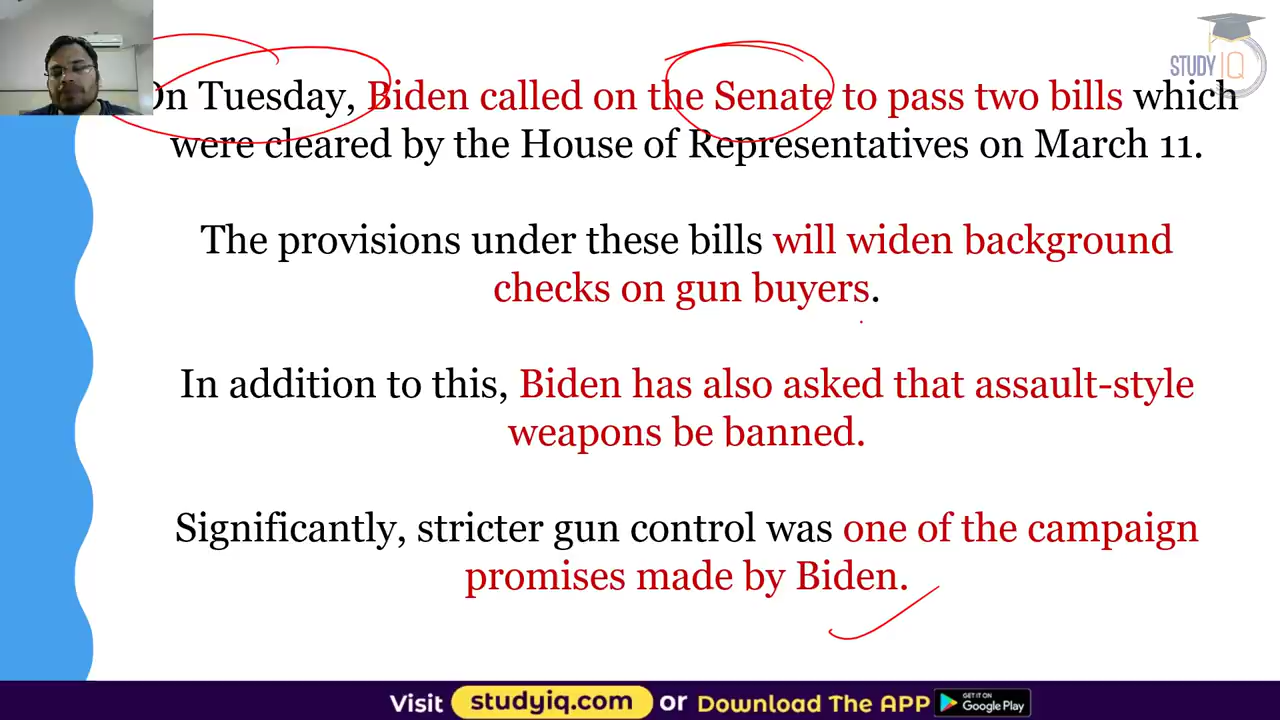 On Tuesday, Biden called on the Senate to pass two bills which
were cleared by the House of Representatives on March 11.
The provisions under these bills will widen background
checks on gun buyers.
In addition to this, Biden has also asked that assault-style
weapons be banned.
Significantly, stricter gun control was one of the campaign
promises made by Biden.
STUDY IQ
Visit studyiq.com or Download The APP GET IT ON Google Play